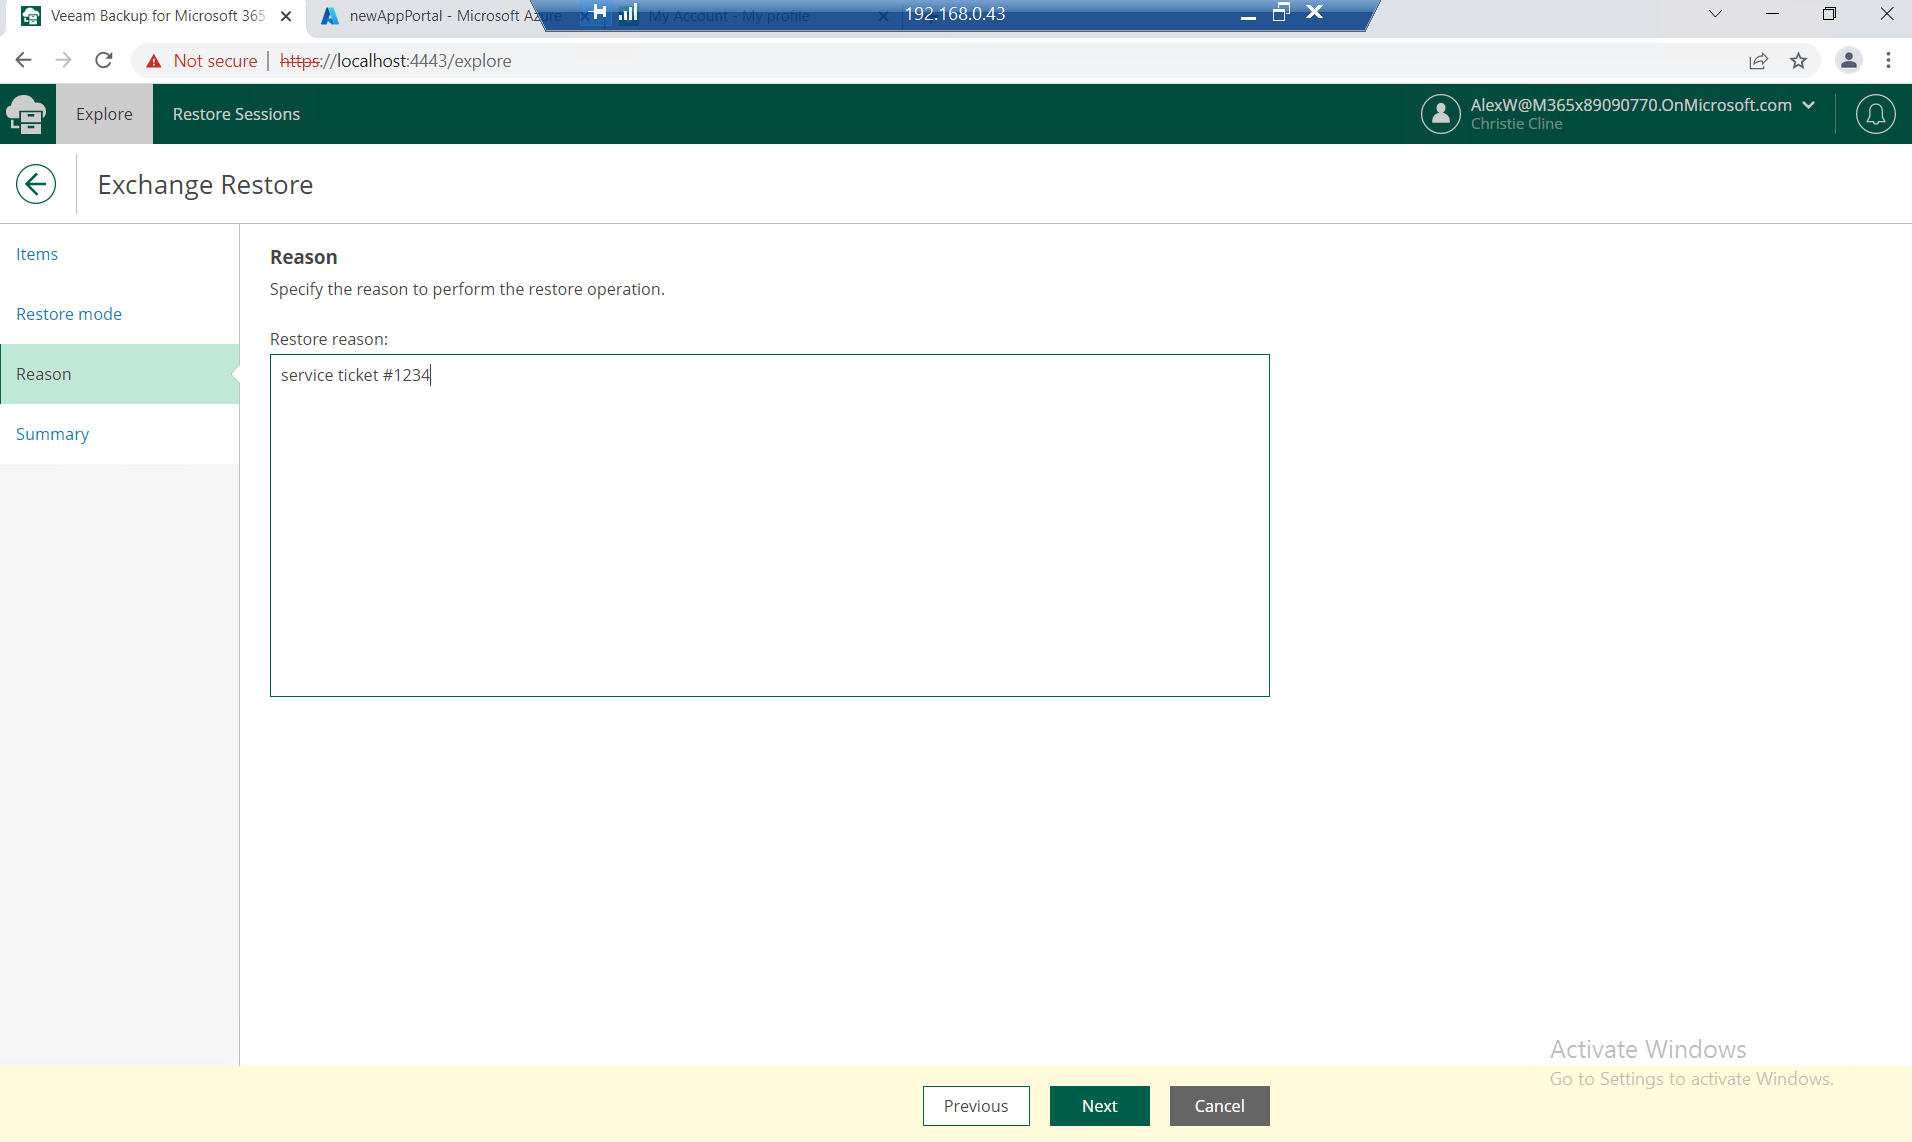 Veeam Backup for Microsoft 365
newAppPortal - Microsoft Azure
My Account - My profile
192.168.0.43
Not secure
https://localhost:4443/explore
Explore
Restore Sessions
AlexW@M365x89090770.OnMicrosoft.com
Christie Cline
Exchange Restore
Items
Restore mode
Reason
Summary
Reason
Specify the reason to perform the restore operation.
Restore reason:
service ticket #1234
Activate Windows
Go to Settings to activate Windows.
Previous
Next
Cancel